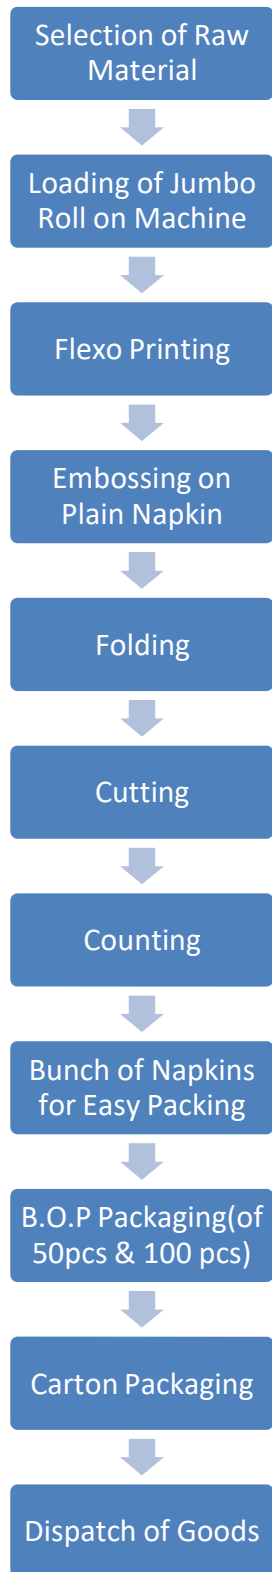 Selection of Raw
Material
Loading of Jumbo
Roll on Machine
Flexo Printing
Embossing on
Plain Napkin
Folding
Cutting
Counting
Bunch of Napkins
for Easy Packing
B.O.P Packaging(of
50pcs & 100 pcs)
Carton Packaging
Dispatch of Goods